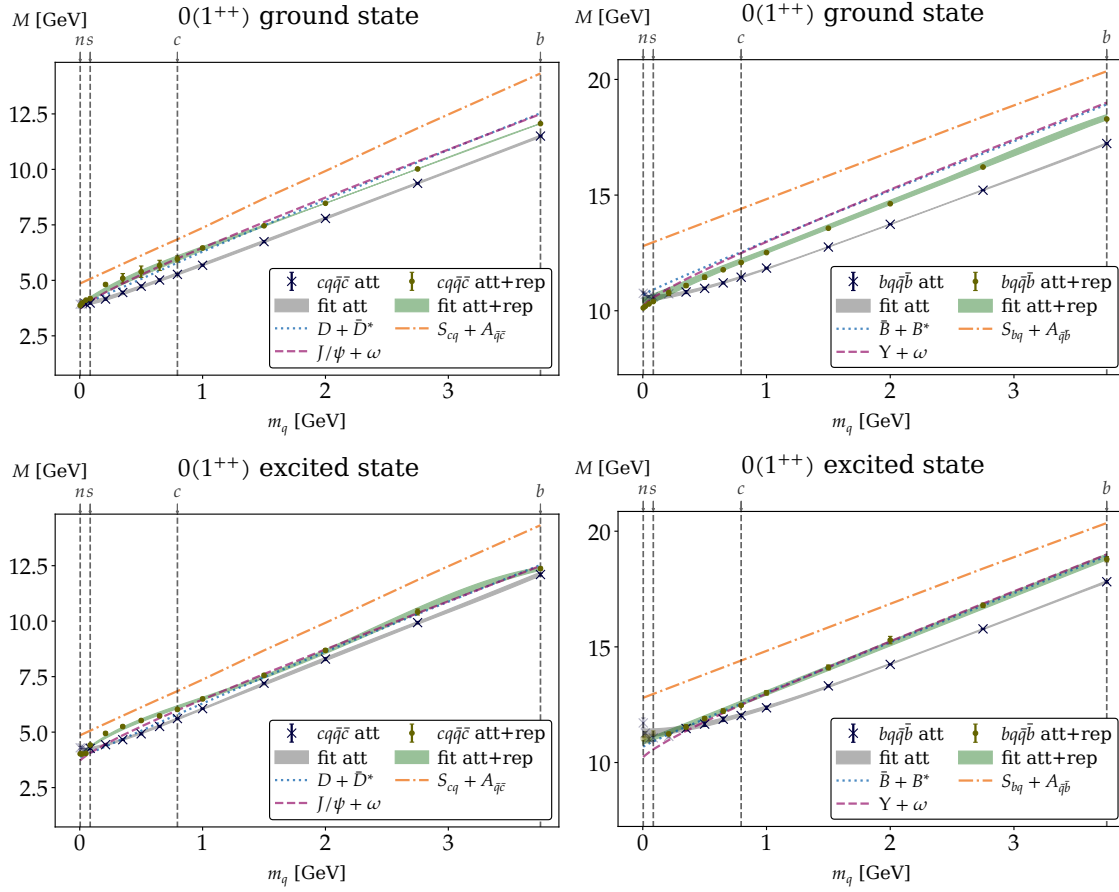 M [GeV] 0(1⁺⁺) ground state
n s c b
12.5
10.0
7.5
5.0
2.5
cqq̄c̄ att cqq̄c̄ att+rep
fit att fit att+rep
D + D̄* S_cq + A_q̄c̄
J/ψ + ω
0 1 2 3
m_q [GeV]
M [GeV] 0(1⁺⁺) ground state
n s c b
20
15
10
bqq̄b̄ att bqq̄b̄ att+rep
fit att fit att+rep
B̄ + B* S_bq + A_q̄b̄
Υ + ω
0 1 2 3
m_q [GeV]
M [GeV] 0(1⁺⁺) excited state
n s c b
12.5
10.0
7.5
5.0
2.5
cqq̄c̄ att cqq̄c̄ att+rep
fit att fit att+rep
D + D̄* S_cq + A_q̄c̄
J/ψ + ω
0 1 2 3
m_q [GeV]
M [GeV] 0(1⁺⁺) excited state
n s c b
20
15
10
bqq̄b̄ att bqq̄b̄ att+rep
fit att fit att+rep
B̄ + B* S_bq + A_q̄b̄
Υ + ω
0 1 2 3
m_q [GeV]